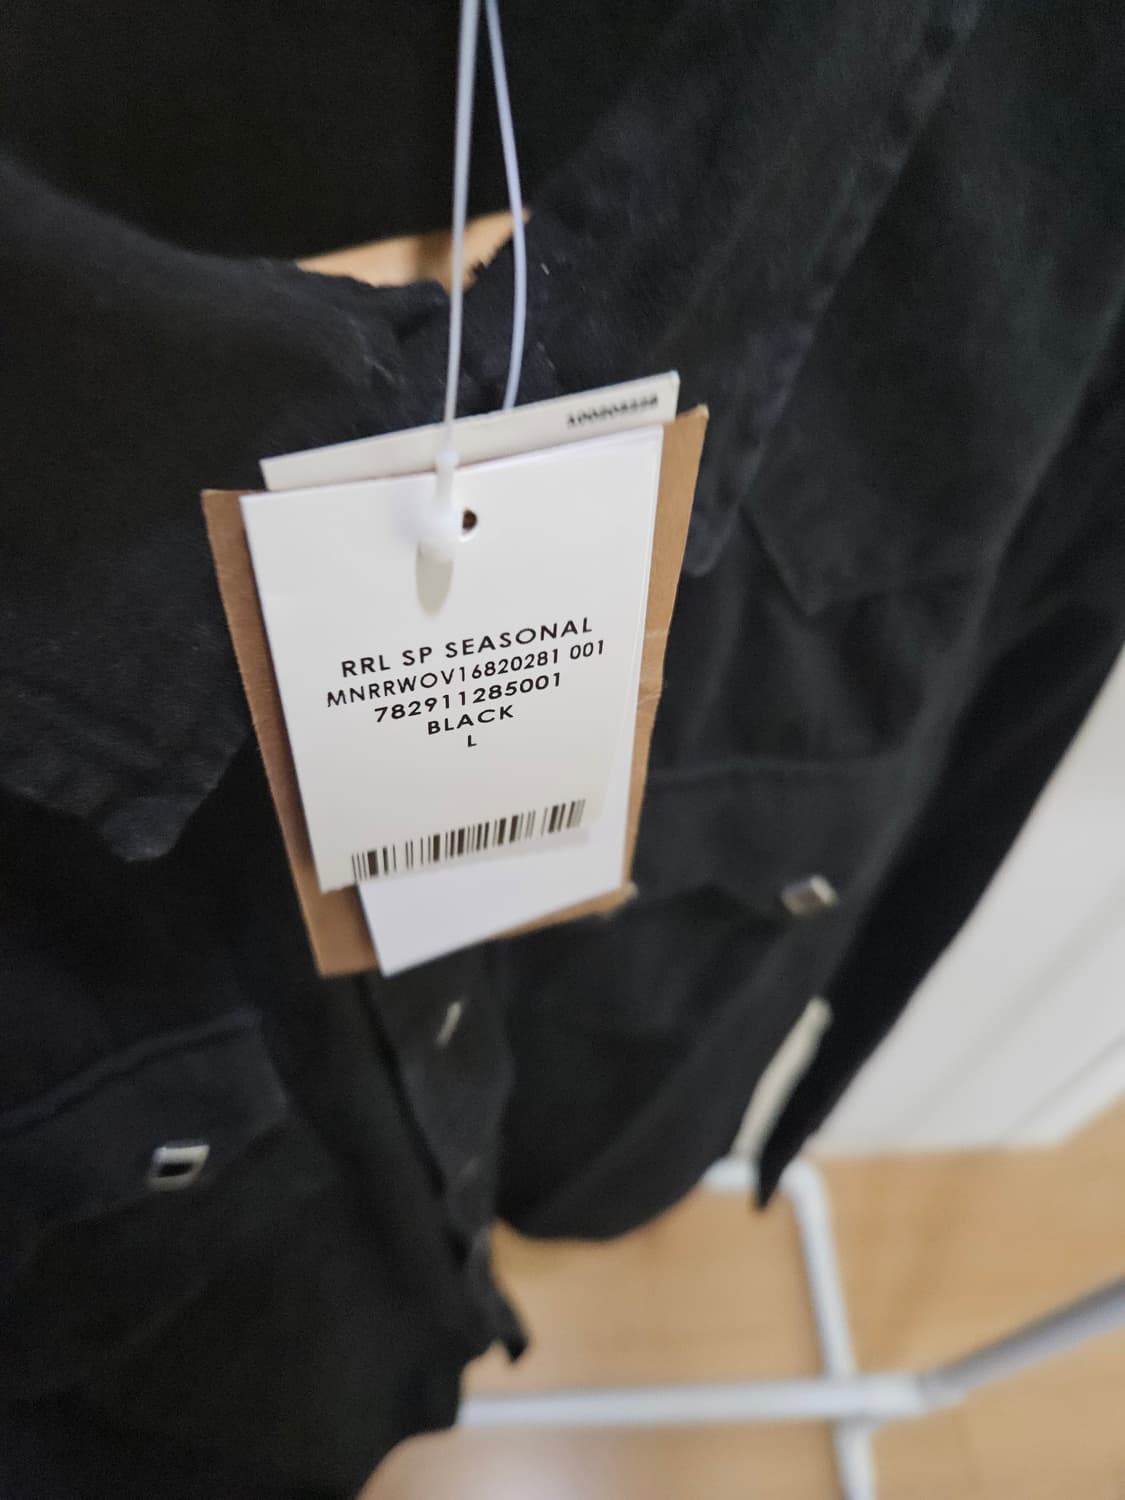 RRL SP SEASONAL
MNRRWOV16820281 001
782911285001
BLACK
L